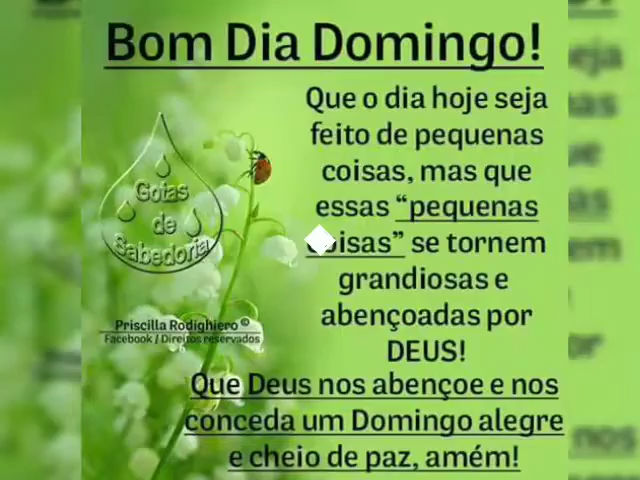 Bom Dia Domingo!
Que o dia hoje seja
feito de pequenas
coisas, mas que
essas “pequenas
coisas” se tornem
grandiosas e
abençoadas por
DEUS!
Que Deus nos abençoe e nos
conceda um Domingo alegre
e cheio de paz, amém!
Gotas
de
Sabedoria
Priscilla Rodighiero ©
Facebook / Direitos reservados